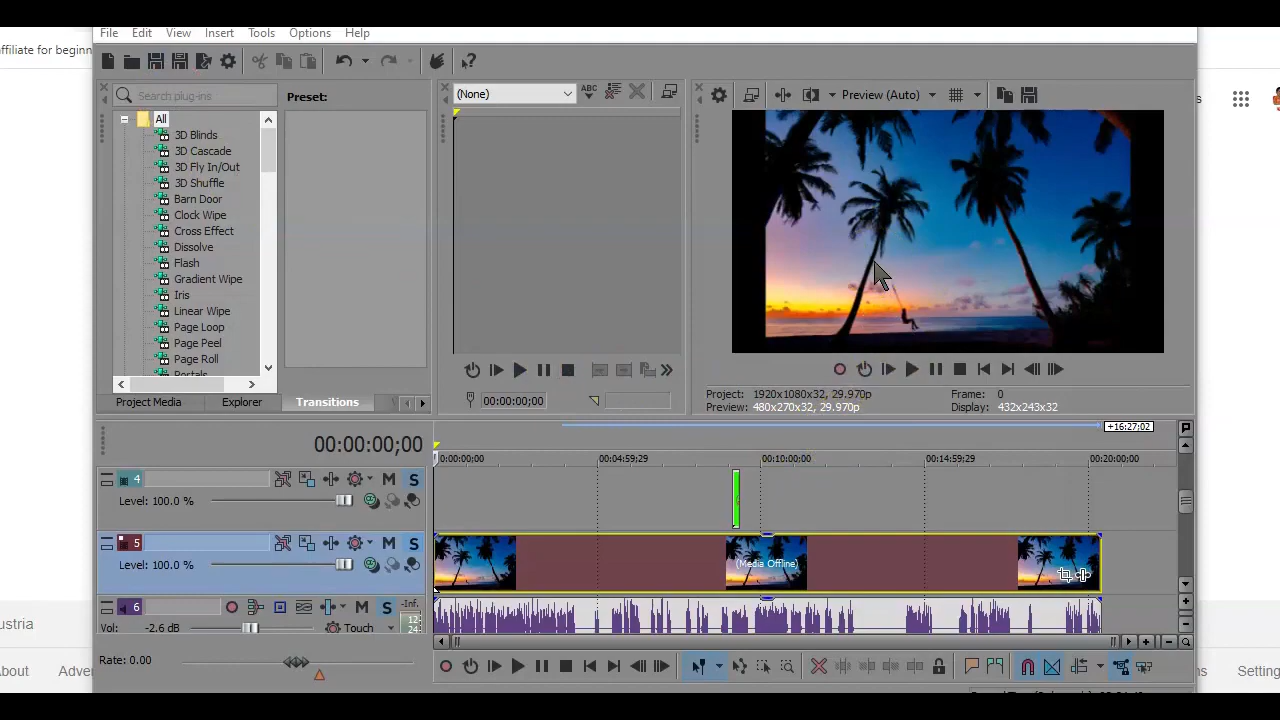 File Edit View Insert Tools Options Help
affiliate for beginn
Search plug-ins
Preset:
(None)
ABC
Preview (Auto)
s
All
3D Blinds
3D Cascade
3D Fly In/Out
3D Shuffle
Barn Door
Clock Wipe
Cross Effect
Dissolve
Flash
Gradient Wipe
Iris
Linear Wipe
Page Loop
Page Peel
Page Roll
Portals
Project Media Explorer Transitions
00:00:00;00
Project: 1920x1080x32, 29.970p Frame: 0
Preview: 480x270x32, 29.970p Display: 432x243x32
+16:27:02
00:00:00;00
0:00:00;00 00:04:59;29 00:10:00;00 00:14:59;29 00:20:00;00
4 M S
Level: 100.0 %
5 M S
Level: 100.0 %
(Media Offline)
6 M S -Inf.
Vol: -2.6 dB Touch 12- 24-
Rate: 0.00
ustria
bout Adver
ns Setting